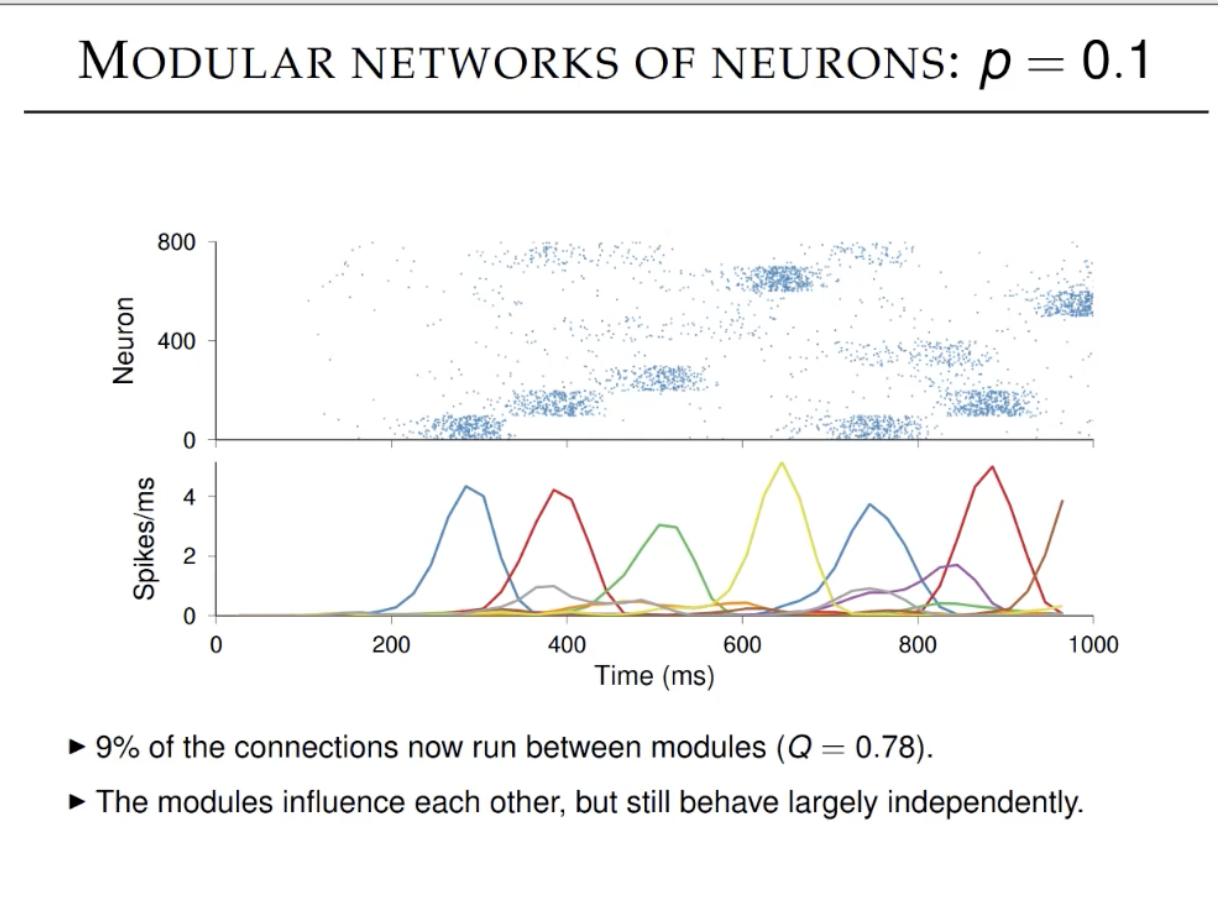 MODULAR NETWORKS OF NEURONS: p = 0.1
800
400
0
Neuron
4
2
0
Spikes/ms
0 200 400 600 800 1000
Time (ms)
▶ 9% of the connections now run between modules (Q = 0.78).
▶ The modules influence each other, but still behave largely independently.